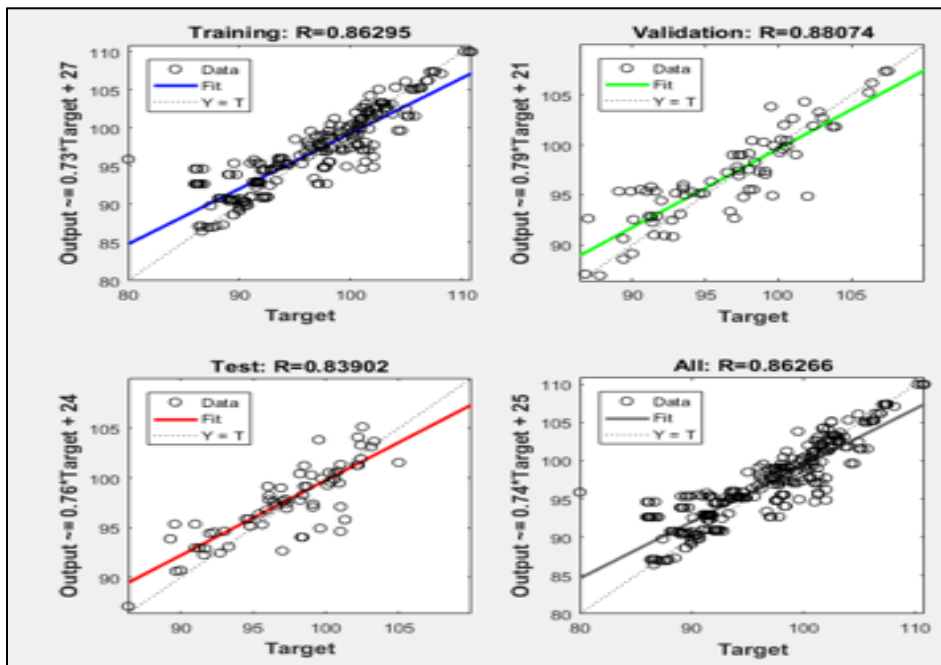 Training: R=0.86295
Output ~= 0.73*Target + 27
110
105
100
95
90
85
80
Data
Fit
Y = T
80
90
100
110
Target
Validation: R=0.88074
Output ~= 0.79*Target + 21
105
100
95
90
Data
Fit
Y = T
90
95
100
105
Target
Test: R=0.83902
Output ~= 0.76*Target + 24
105
100
95
90
Data
Fit
Y = T
90
95
100
105
Target
All: R=0.86266
Output ~= 0.74*Target + 25
110
105
100
95
90
85
80
Data
Fit
Y = T
80
90
100
110
Target